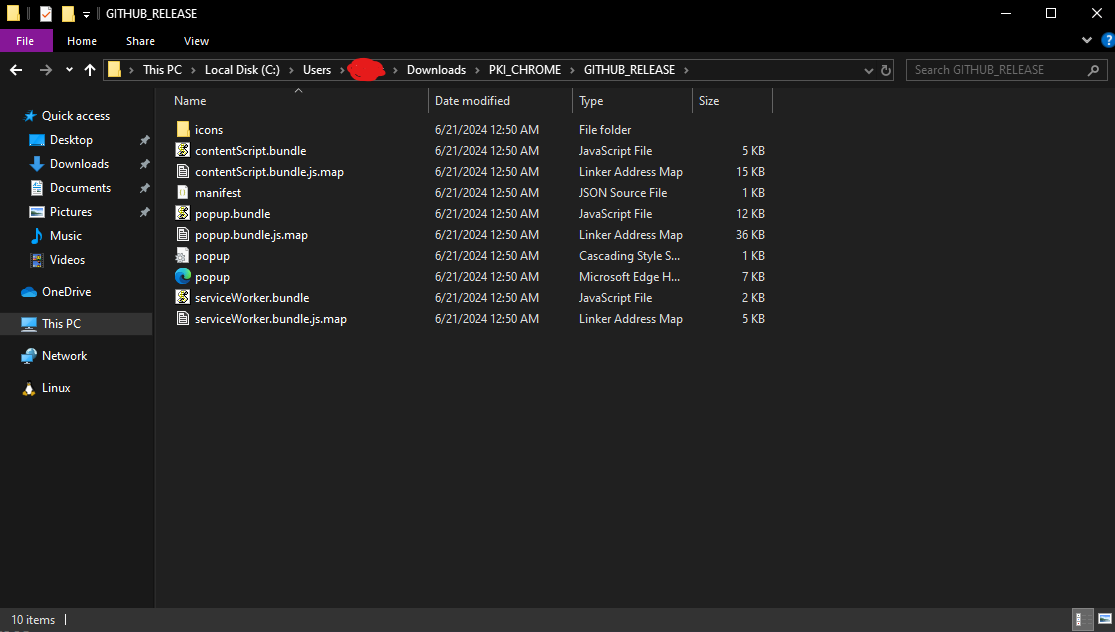 GITHUB_RELEASE
File Home Share View
This PC Local Disk (C:) Users Downloads PKI_CHROME GITHUB_RELEASE Search GITHUB_RELEASE
Name Date modified Type Size
Quick access
Desktop
Downloads
Documents
Pictures
Music
Videos
OneDrive
This PC
Network
Linux
icons 6/21/2024 12:50 AM File folder
contentScript.bundle 6/21/2024 12:50 AM JavaScript File 5 KB
contentScript.bundle.js.map 6/21/2024 12:50 AM Linker Address Map 15 KB
manifest 6/21/2024 12:50 AM JSON Source File 1 KB
popup.bundle 6/21/2024 12:50 AM JavaScript File 12 KB
popup.bundle.js.map 6/21/2024 12:50 AM Linker Address Map 36 KB
popup 6/21/2024 12:50 AM Cascading Style S... 1 KB
popup 6/21/2024 12:50 AM Microsoft Edge H... 7 KB
serviceWorker.bundle 6/21/2024 12:50 AM JavaScript File 2 KB
serviceWorker.bundle.js.map 6/21/2024 12:50 AM Linker Address Map 5 KB
10 items